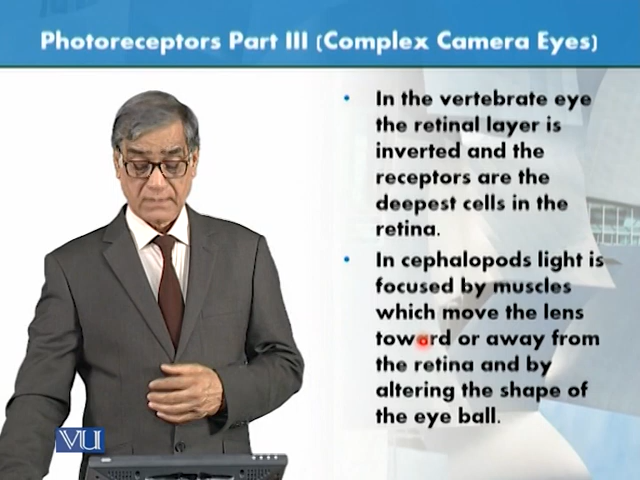 Photoreceptors Part III (Complex Camera Eyes)
• In the vertebrate eye
the retinal layer is
inverted and the
receptors are the
deepest cells in the
retina.
• In cephalopods light is
focused by muscles
which move the lens
toward or away from
the retina and by
altering the shape of
the eye ball.
VU